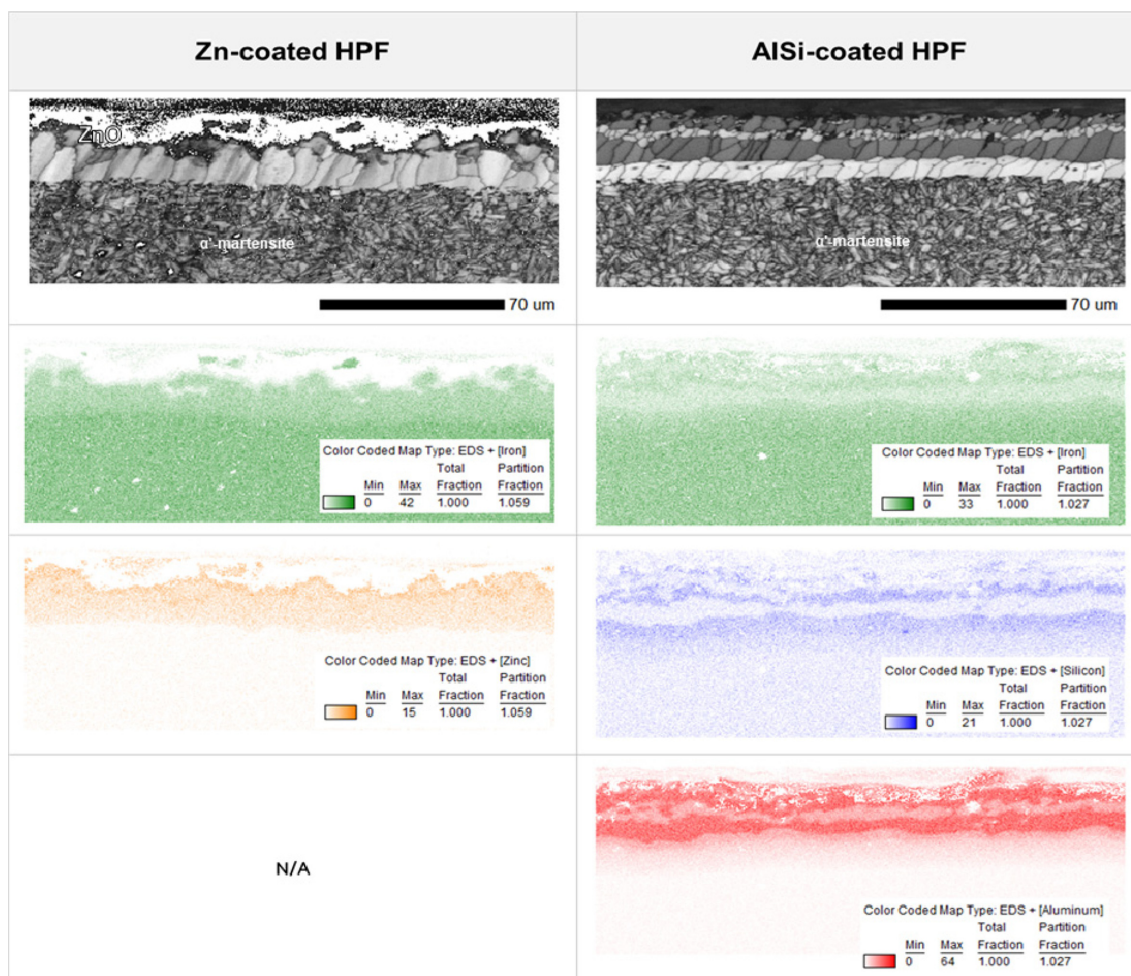 Zn-coated HPF
AlSi-coated HPF
ZnO
α'-martensite
70 um
α'-martensite
70 um
Color Coded Map Type: EDS + [Iron]
Total Partition
Min Max Fraction Fraction
0 42 1.000 1.059
Color Coded Map Type: EDS + [Iron]
Total Partition
Min Max Fraction Fraction
0 33 1.000 1.027
Color Coded Map Type: EDS + [Zinc]
Total Partition
Min Max Fraction Fraction
0 15 1.000 1.059
Color Coded Map Type: EDS + [Silicon]
Total Partition
Min Max Fraction Fraction
0 21 1.000 1.027
N/A
Color Coded Map Type: EDS + [Aluminum]
Total Partition
Min Max Fraction Fraction
0 64 1.000 1.027